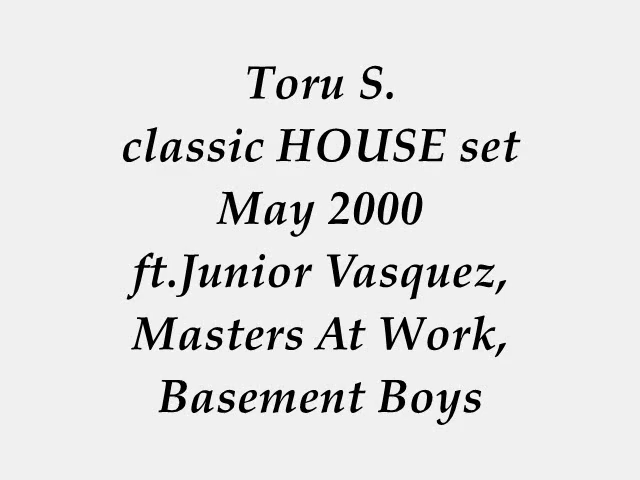 Toru S.
classic HOUSE set
May 2000
ft.Junior Vasquez,
Masters At Work,
Basement Boys